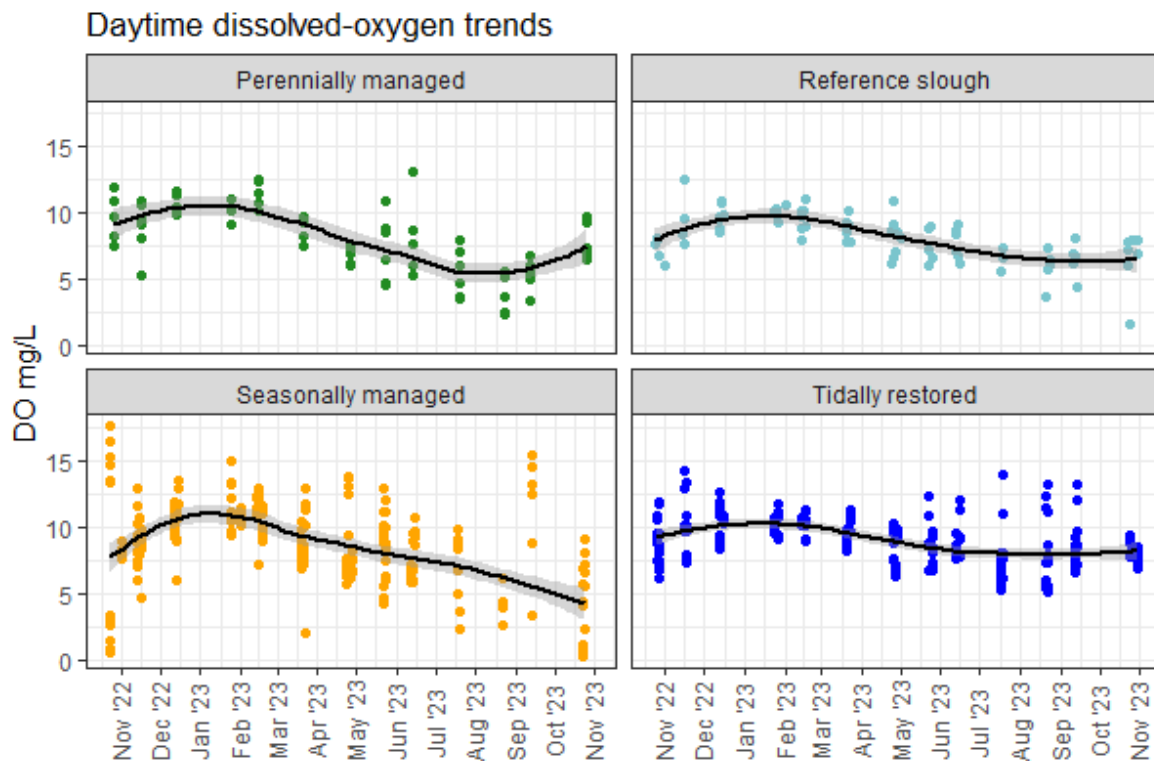 Daytime dissolved-oxygen trends
Perennially managed
Reference slough
15
10
5
0
DO mg/L
Seasonally managed
Tidally restored
15
10
5
0
Nov '22 Dec '22 Jan '23 Feb '23 Mar '23 Apr '23 May '23 Jun '23 Jul '23 Aug '23 Sep '23 Oct '23 Nov '23
Nov '22 Dec '22 Jan '23 Feb '23 Mar '23 Apr '23 May '23 Jun '23 Jul '23 Aug '23 Sep '23 Oct '23 Nov '23